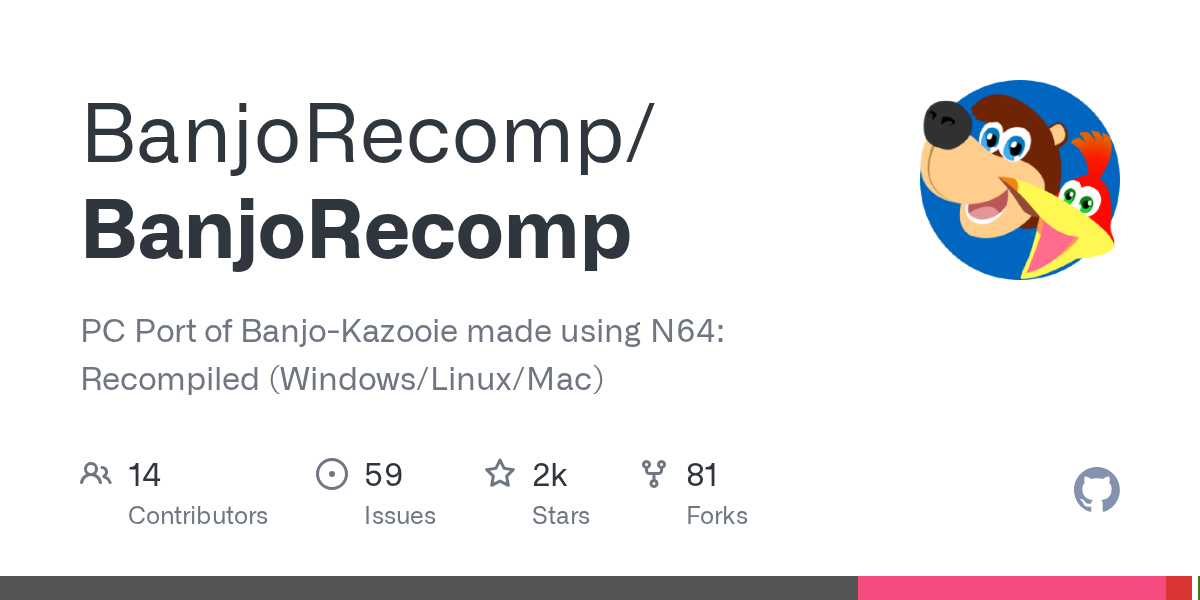 BanjoRecomp/
BanjoRecomp
PC Port of Banjo-Kazooie made using N64:
Recompiled (Windows/Linux/Mac)
14 59 2k 81
Contributors Issues Stars Forks